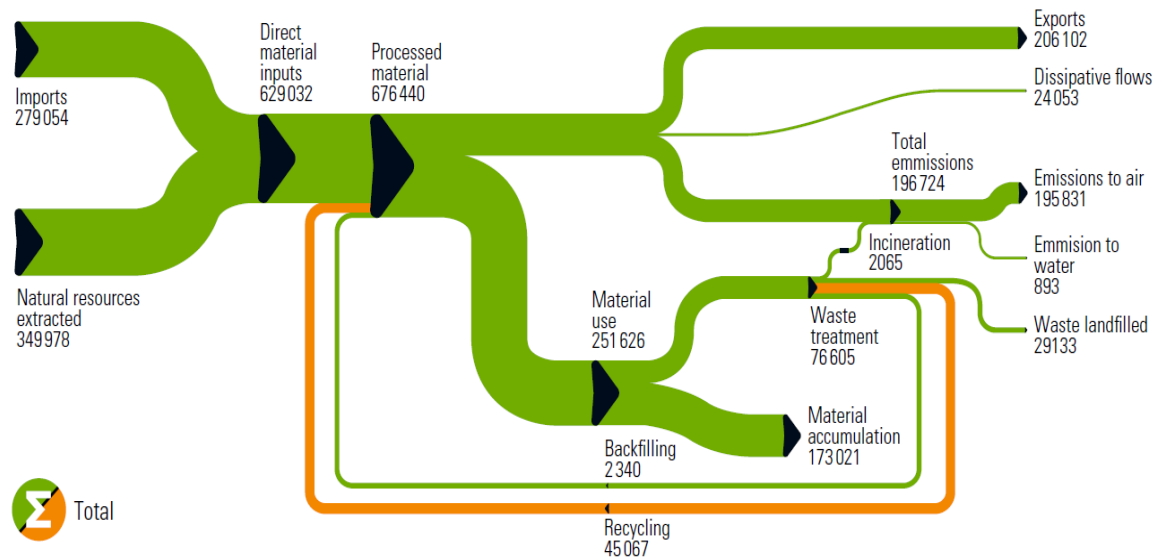 Imports
279 054
Natural resources
extracted
349 978
Direct
material
inputs
629 032
Processed
material
676 440
Exports
206 102
Dissipative flows
24 053
Total
emmissions
196 724
Emissions to air
195 831
Incineration
2065
Emmision to
water
893
Material
use
251 626
Waste
treatment
76 605
Waste landfilled
29133
Material
accumulation
173 021
Backfilling
2 340
Recycling
45 067
Σ Total